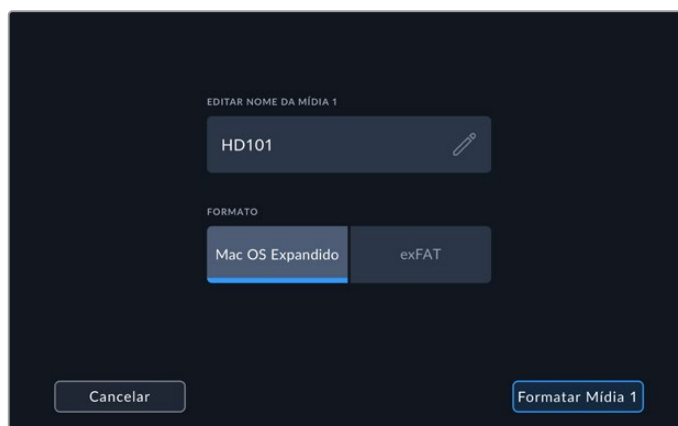 EDITAR NOME DA MÍDIA 1
HD101
FORMATO
Mac OS Expandido
exFAT
Cancelar
Formatar Mídia 1